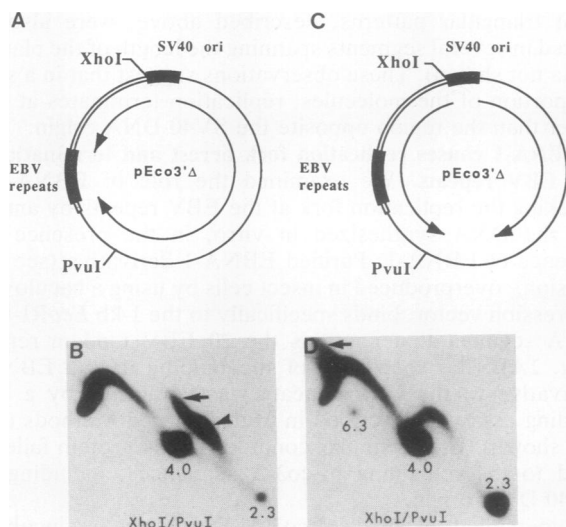 A
SV40 ori
XhoI
EBV
repeats
pEco3'Δ
PvuI
C
SV40 ori
XhoI
EBV
repeats
pEco3'Δ
PvuI
B
4.0
2.3
XhoI/PvuI
D
6.3
4.0
2.3
XhoI/PvuI